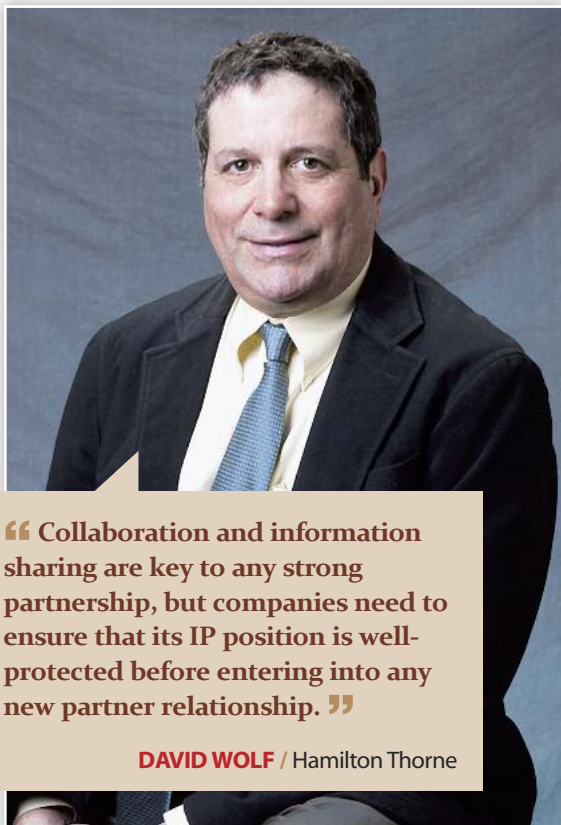 “ Collaboration and information
sharing are key to any strong
partnership, but companies need to
ensure that its IP position is well-
protected before entering into any
new partner relationship. ”
DAVID WOLF / Hamilton Thorne